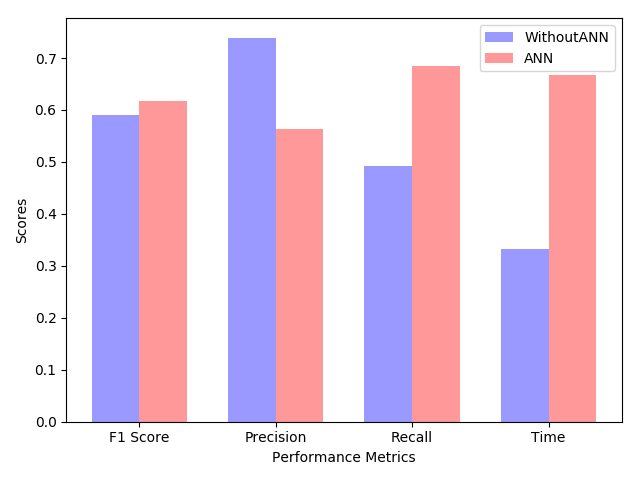 WithoutANN
ANN
0.7
0.6
0.5
0.4
0.3
0.2
0.1
0.0
Scores
F1 Score Precision Recall Time
Performance Metrics